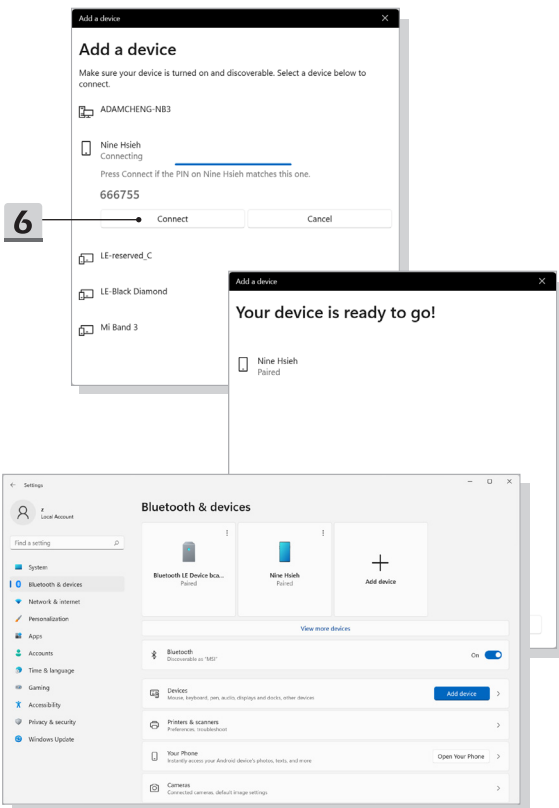 Add a device
Add a device
Make sure your device is turned on and discoverable. Select a device below to
connect.
ADAMCHENG-NB3
Nine Hsieh
Connecting
Press Connect if the PIN on Nine Hsieh matches this one.
666755
6
Connect
Cancel
LE-reserved_C
LE-Black Diamond
Mi Band 3
Add a device
Your device is ready to go!
Nine Hsieh
Paired
Settings
Local Account
Find a setting
System
Bluetooth & devices
Network & internet
Personalization
Apps
Accounts
Time & language
Gaming
Accessibility
Privacy & security
Windows Update
Bluetooth & devices
Bluetooth LE Device bca...
Paired
Nine Hsieh
Paired
Add device
View more devices
Bluetooth
Discoverable as "MSI"
On
Devices
Mouse, keyboard, pen, audio, displays and docks, other devices
Add device
Printers & scanners
Preferences, troubleshoot
Your Phone
Instantly access your Android device's photos, texts, and more
Open Your Phone
Cameras
Connected cameras, default image settings